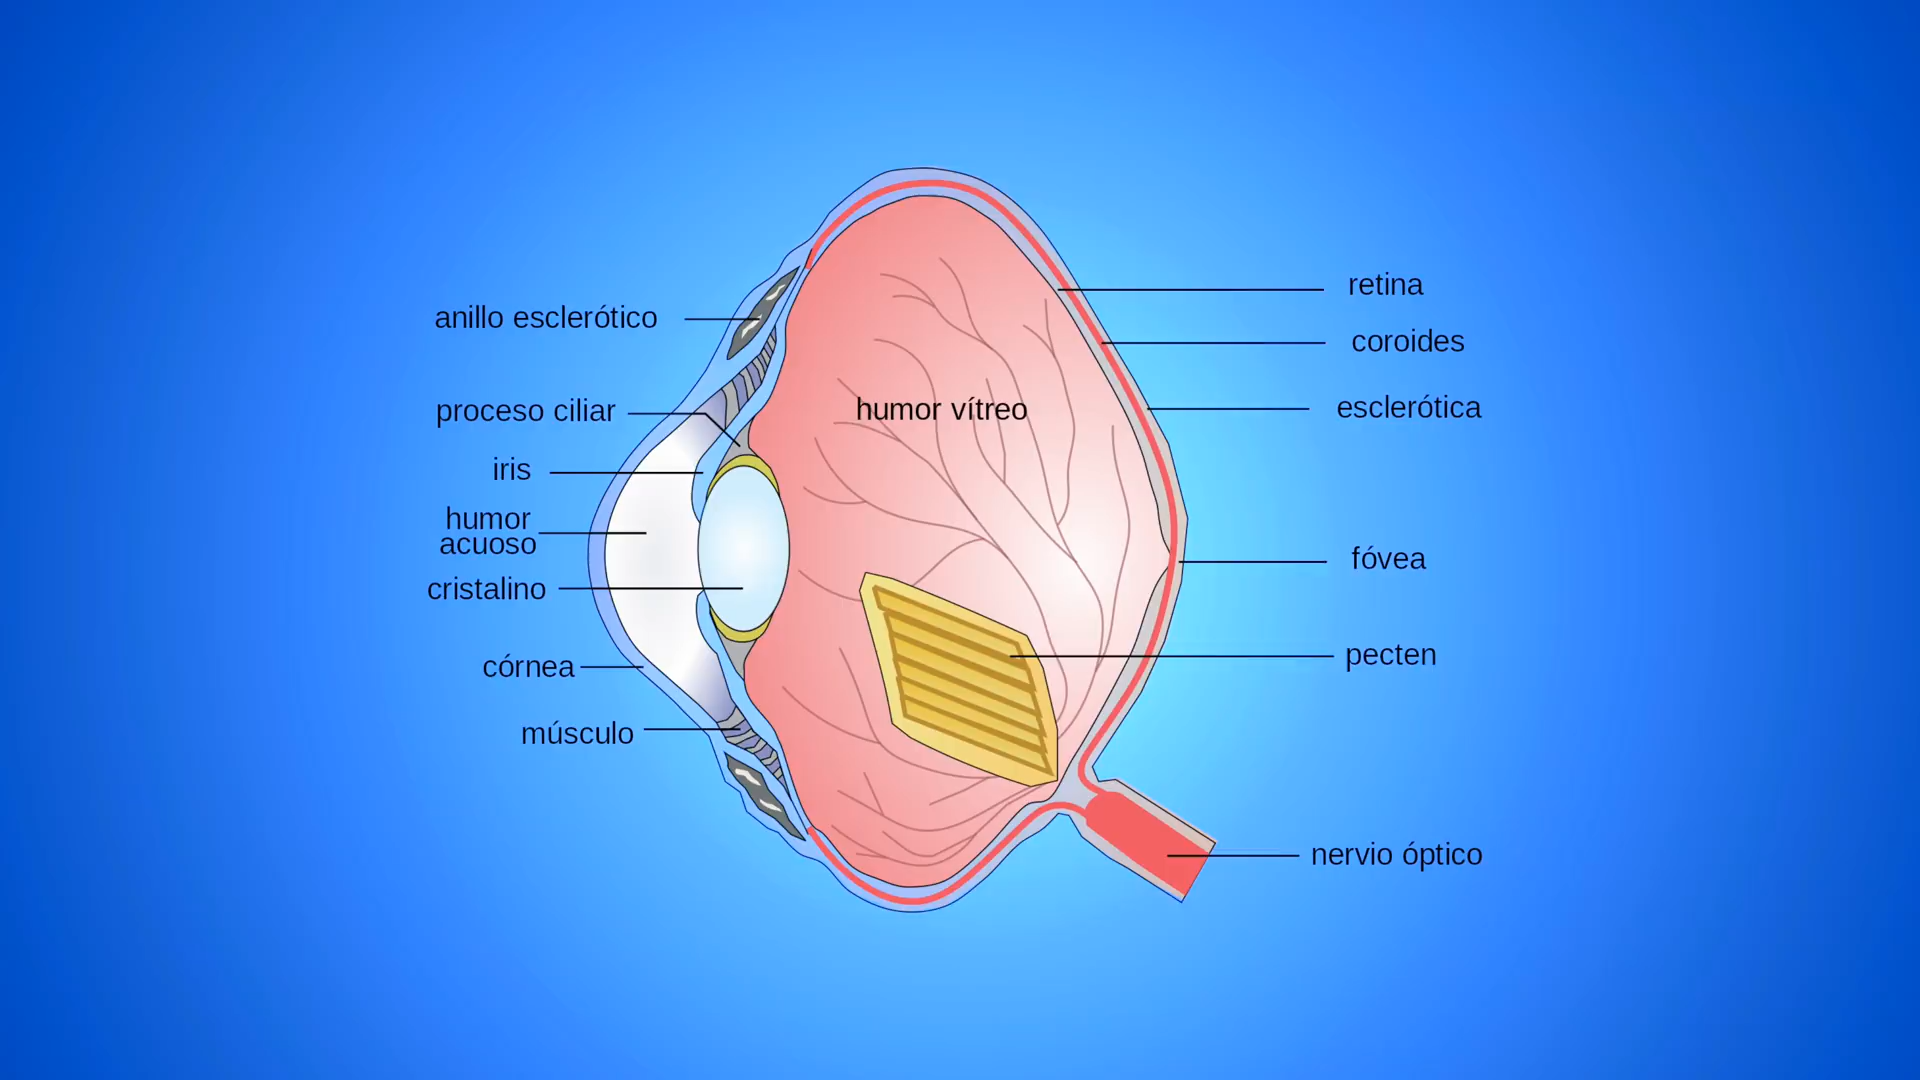 anillo esclerótico
proceso ciliar
iris
humor
acuoso
cristalino
córnea
músculo
humor vítreo
retina
coroides
esclerótica
fóvea
pecten
nervio óptico